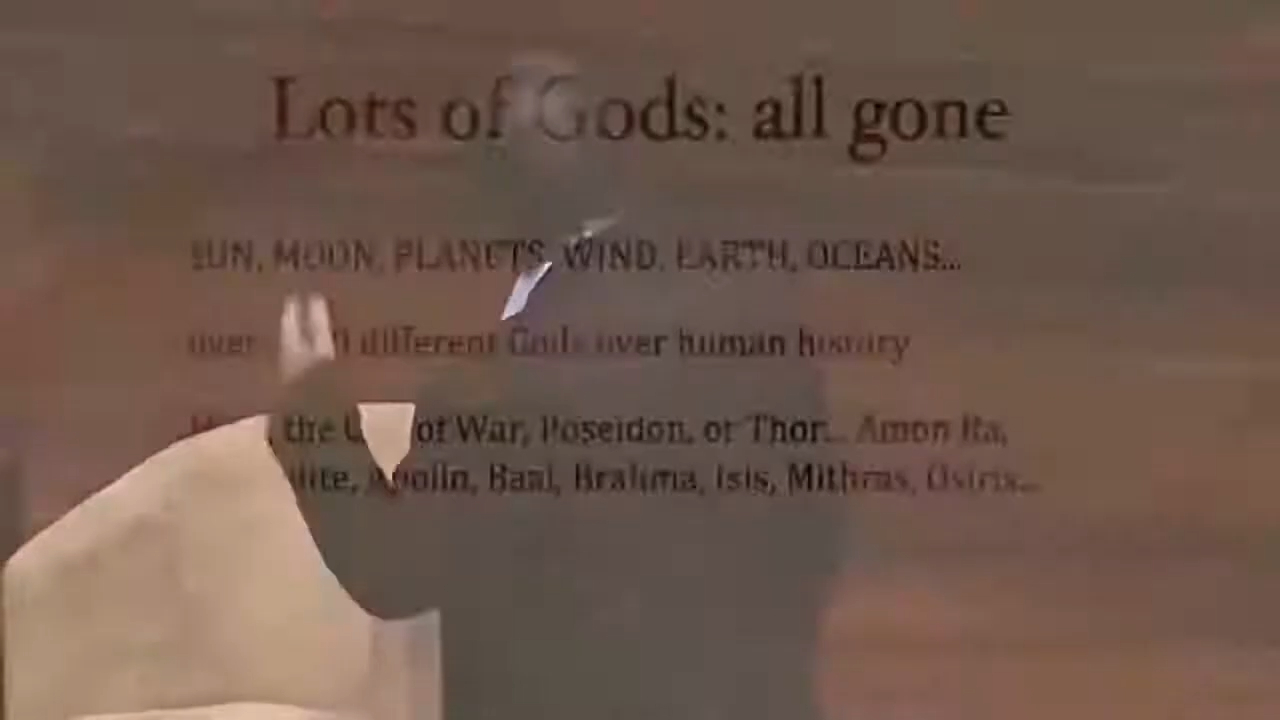 Lots of Gods: all gone
SUN, MOON, PLANETS, WIND, EARTH, OCEANS...
over different Gods over human history
the of War, Poseidon, or Thor... Amon Ra,
Baal, Brahma, Isis, Mithras, Osiris...